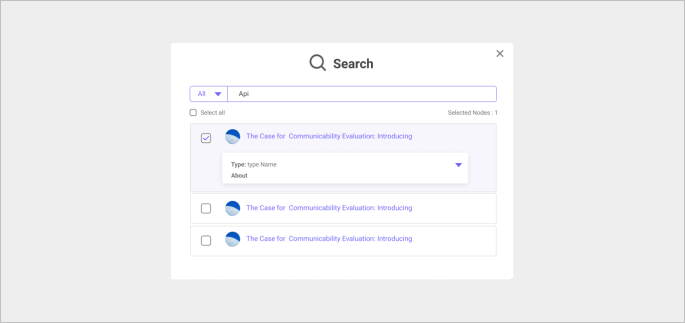 Search
All Api
Select all Selected Nodes : 1
The Case for Communicability Evaluation: Introducing
Type: type Name
About
The Case for Communicability Evaluation: Introducing
The Case for Communicability Evaluation: Introducing